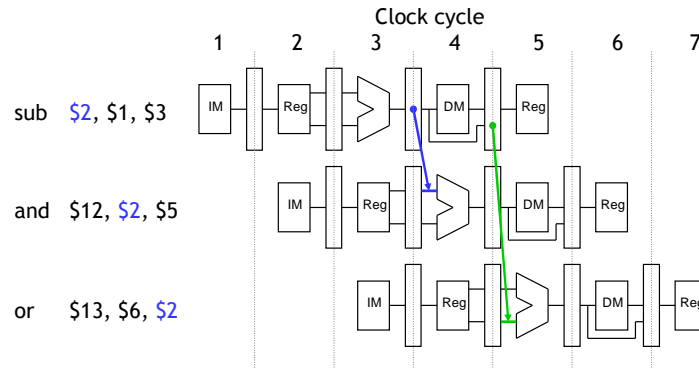 Clock cycle
1 2 3 4 5 6 7
IM Reg DM Reg
sub $2, $1, $3
IM Reg DM Reg
and $12, $2, $5
IM Reg DM Reg
or $13, $6, $2